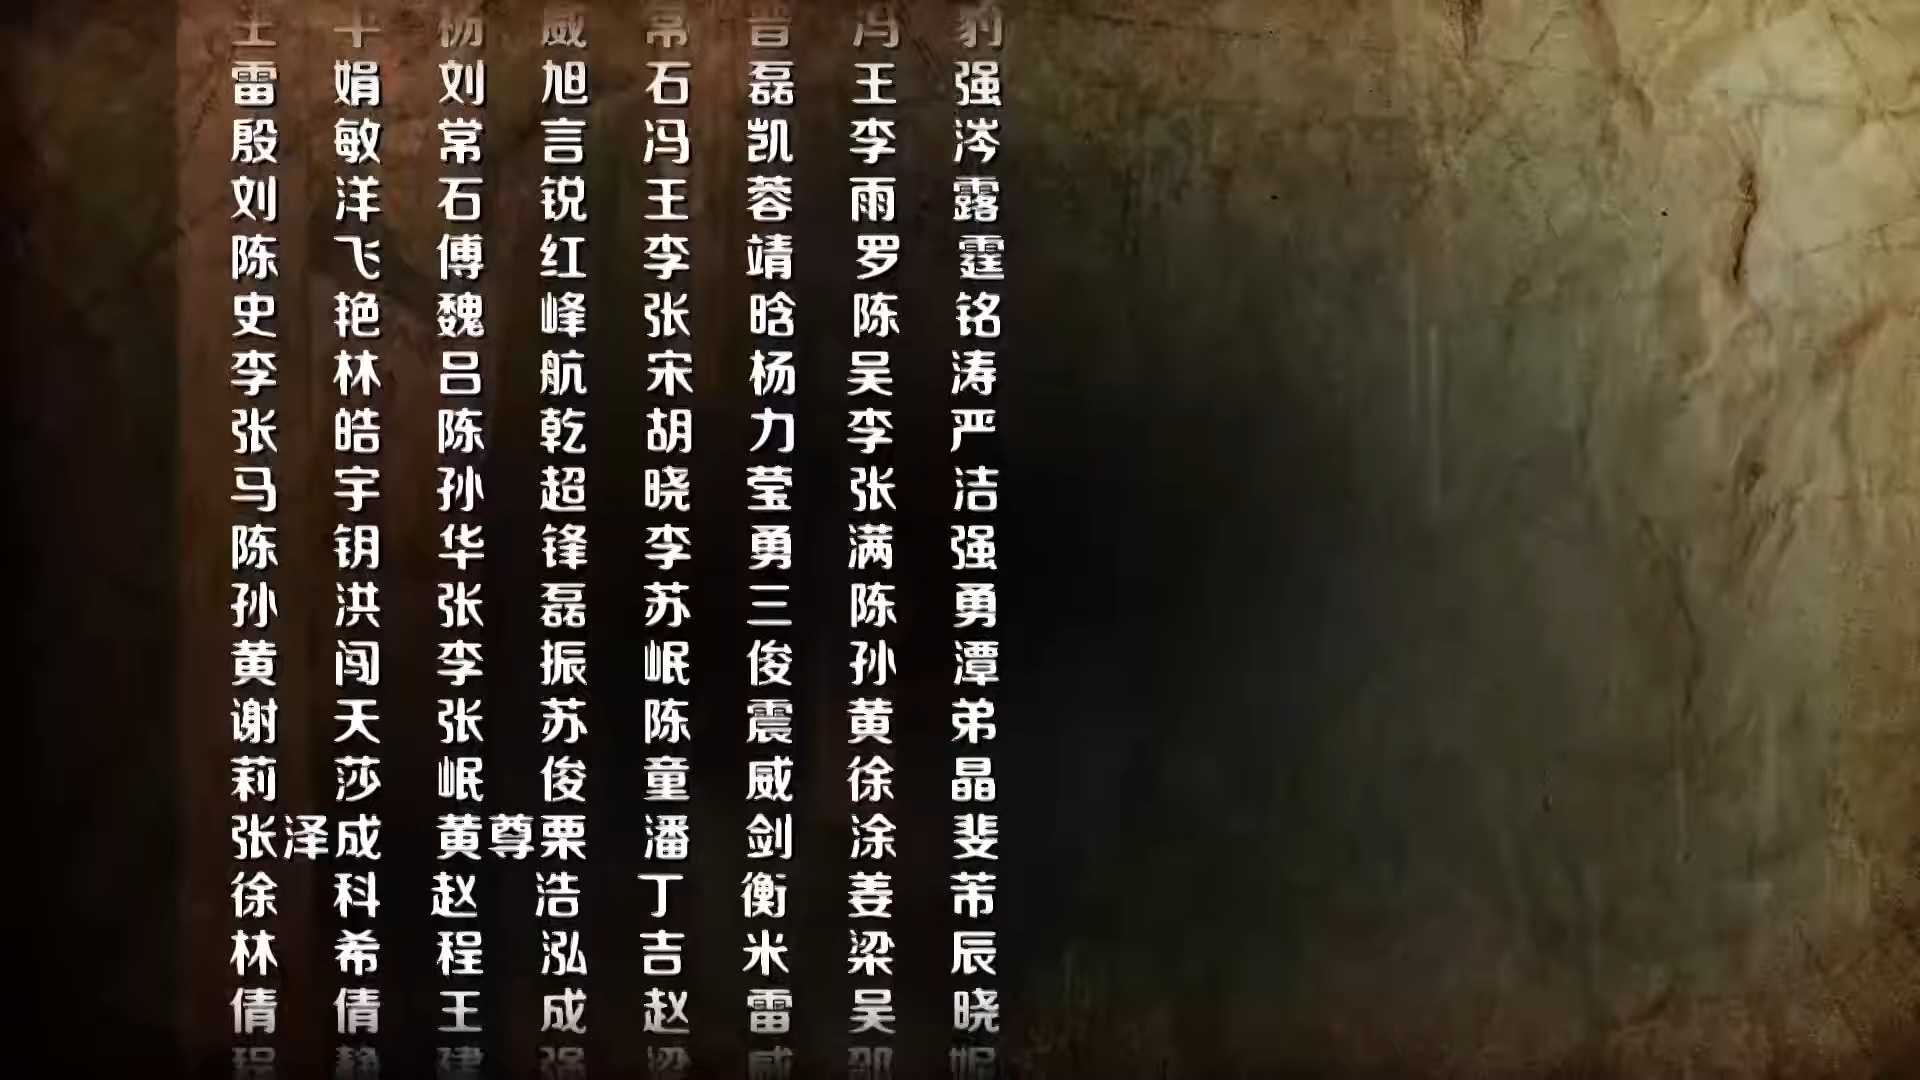 雷 娟 刘 旭 石 磊 王 强
殷 敏 常 言 冯 凯 李 涔
刘 洋 石 锐 王 蓉 雨 露
陈 飞 傅 红 李 靖 罗 霆
史 艳 魏 峰 张 晗 陈 铭
李 林 吕 航 宋 杨 吴 涛
张 皓 陈 乾 胡 力 李 严
马 宇 孙 超 晓 莹 张 洁
陈 钥 华 锋 李 勇 满 强
孙 洪 张 磊 苏 三 陈 勇
黄 闯 李 振 岷 俊 孙 潭
谢 天 张 苏 陈 震 黄 弟
莉 莎 岷 俊 童 威 徐 晶
张泽成 黄尊栗 潘 剑 涂 斐
徐 科 赵 浩 丁 衡 姜 芾
林 希 程 泓 吉 米 梁 辰
倩 倩 王 成 赵 雷 吴 晓